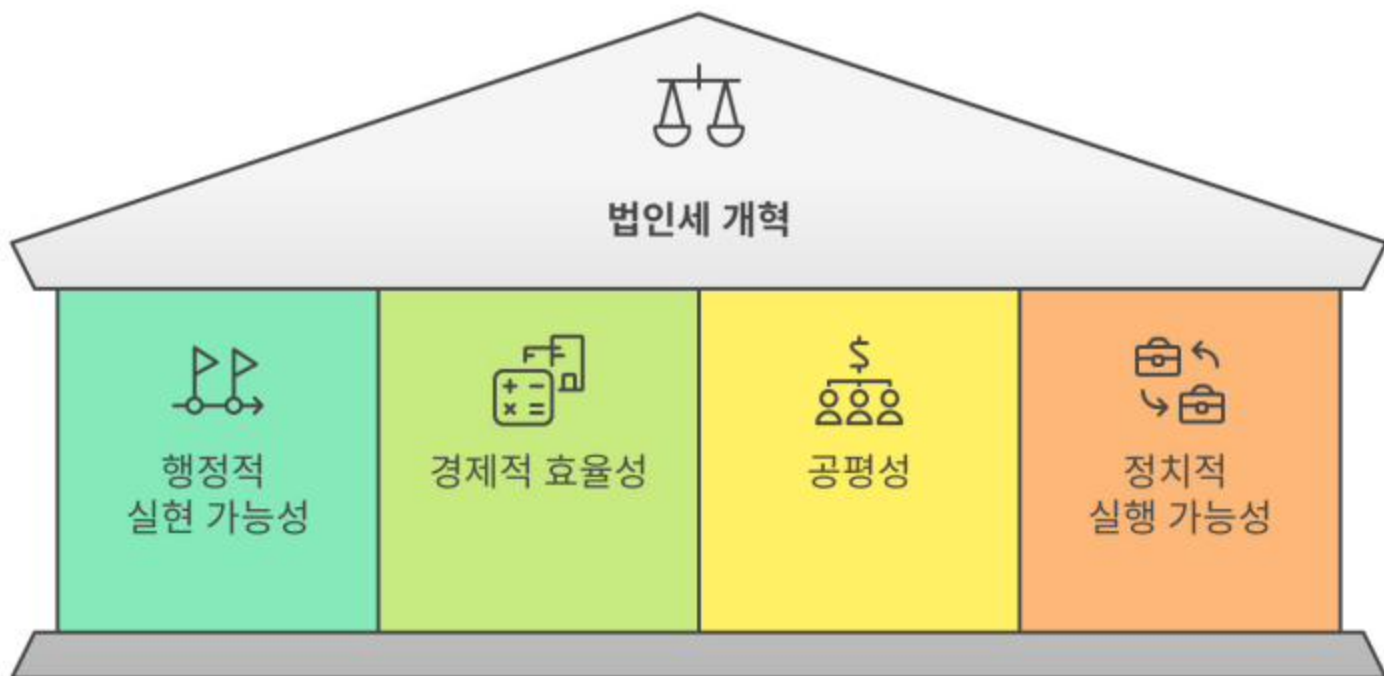 법인세 개혁
행정적
실현 가능성
경제적 효율성
공평성
정치적
실행 가능성